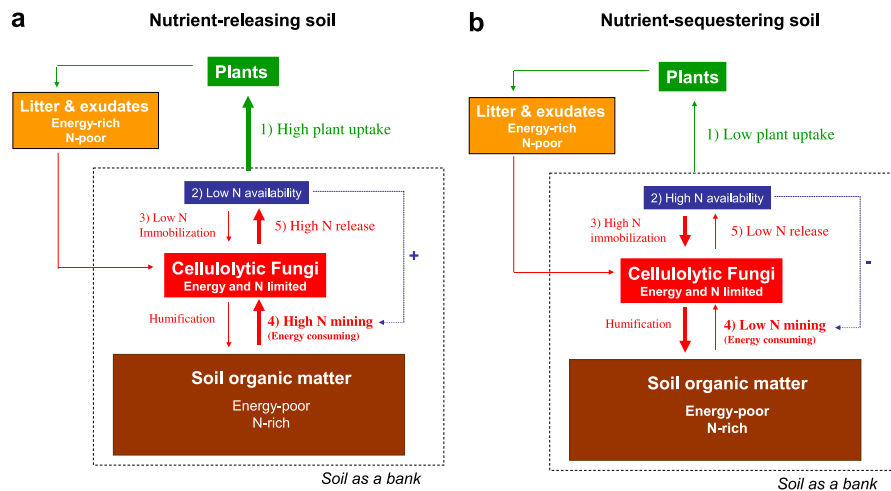 a
Nutrient-releasing soil
Plants
Litter & exudates
Energy-rich
N-poor
1) High plant uptake
2) Low N availability
3) Low N
Immobilization
5) High N release
+
Cellulolytic Fungi
Energy and N limited
Humification
4) High N mining
(Energy consuming)
Soil organic matter
Energy-poor
N-rich
Soil as a bank
b
Nutrient-sequestering soil
Plants
Litter & exudates
Energy-rich
N-poor
1) Low plant uptake
2) High N availability
3) High N
immobilization
5) Low N release
-
Cellulolytic Fungi
Energy and N limited
Humification
4) Low N mining
(Energy consuming)
Soil organic matter
Energy-poor
N-rich
Soil as a bank